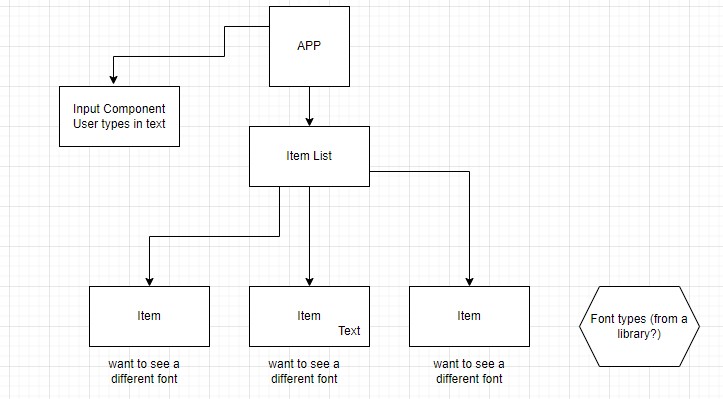 APP
Input Component
User types in text
Item List
Item
Item
Text
Item
Font types (from a
library?)
want to see a
different font
want to see a
different font
want to see a
different font